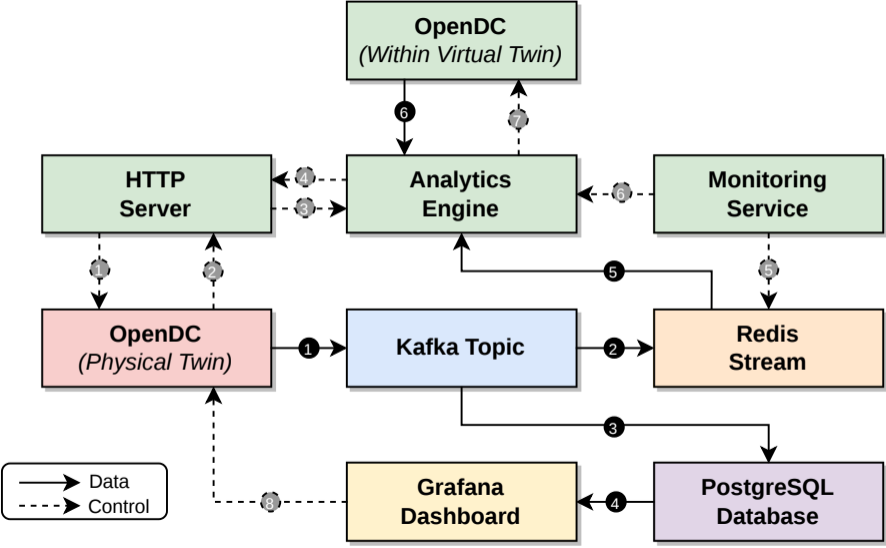 OpenDC
(Within Virtual Twin)
6
7
HTTP
Server
4
3
Analytics
Engine
6
Monitoring
Service
1
2
5
5
OpenDC
(Physical Twin)
1
Kafka Topic
2
Redis
Stream
3
Data
Control
8
Grafana
Dashboard
4
PostgreSQL
Database